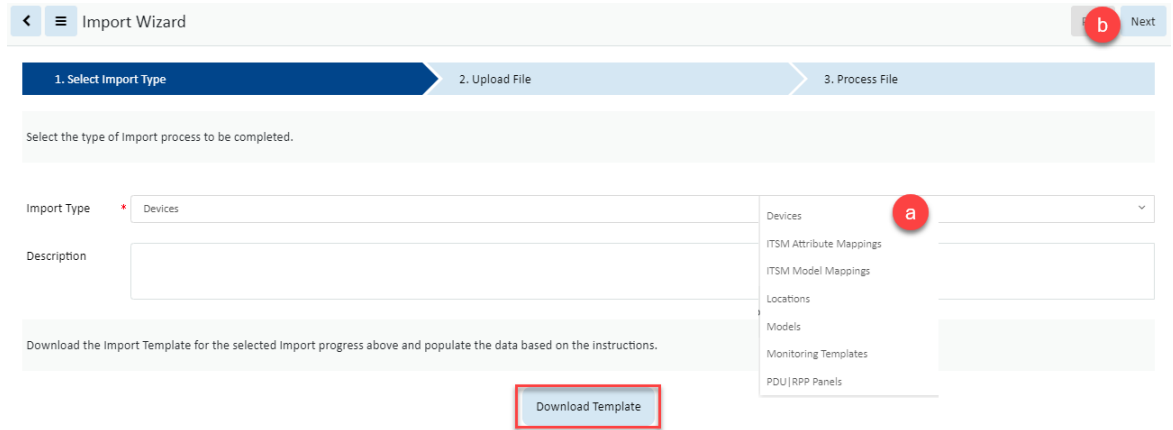 Import Wizard
b
Next
1. Select Import Type
2. Upload File
3. Process File
Select the type of Import process to be completed.
Import Type * Devices
a
Devices
ITSM Attribute Mappings
ITSM Model Mappings
Locations
Models
Monitoring Templates
PDU|RPP Panels
Description
Download the Import Template for the selected Import progress above and populate the data based on the instructions.
Download Template